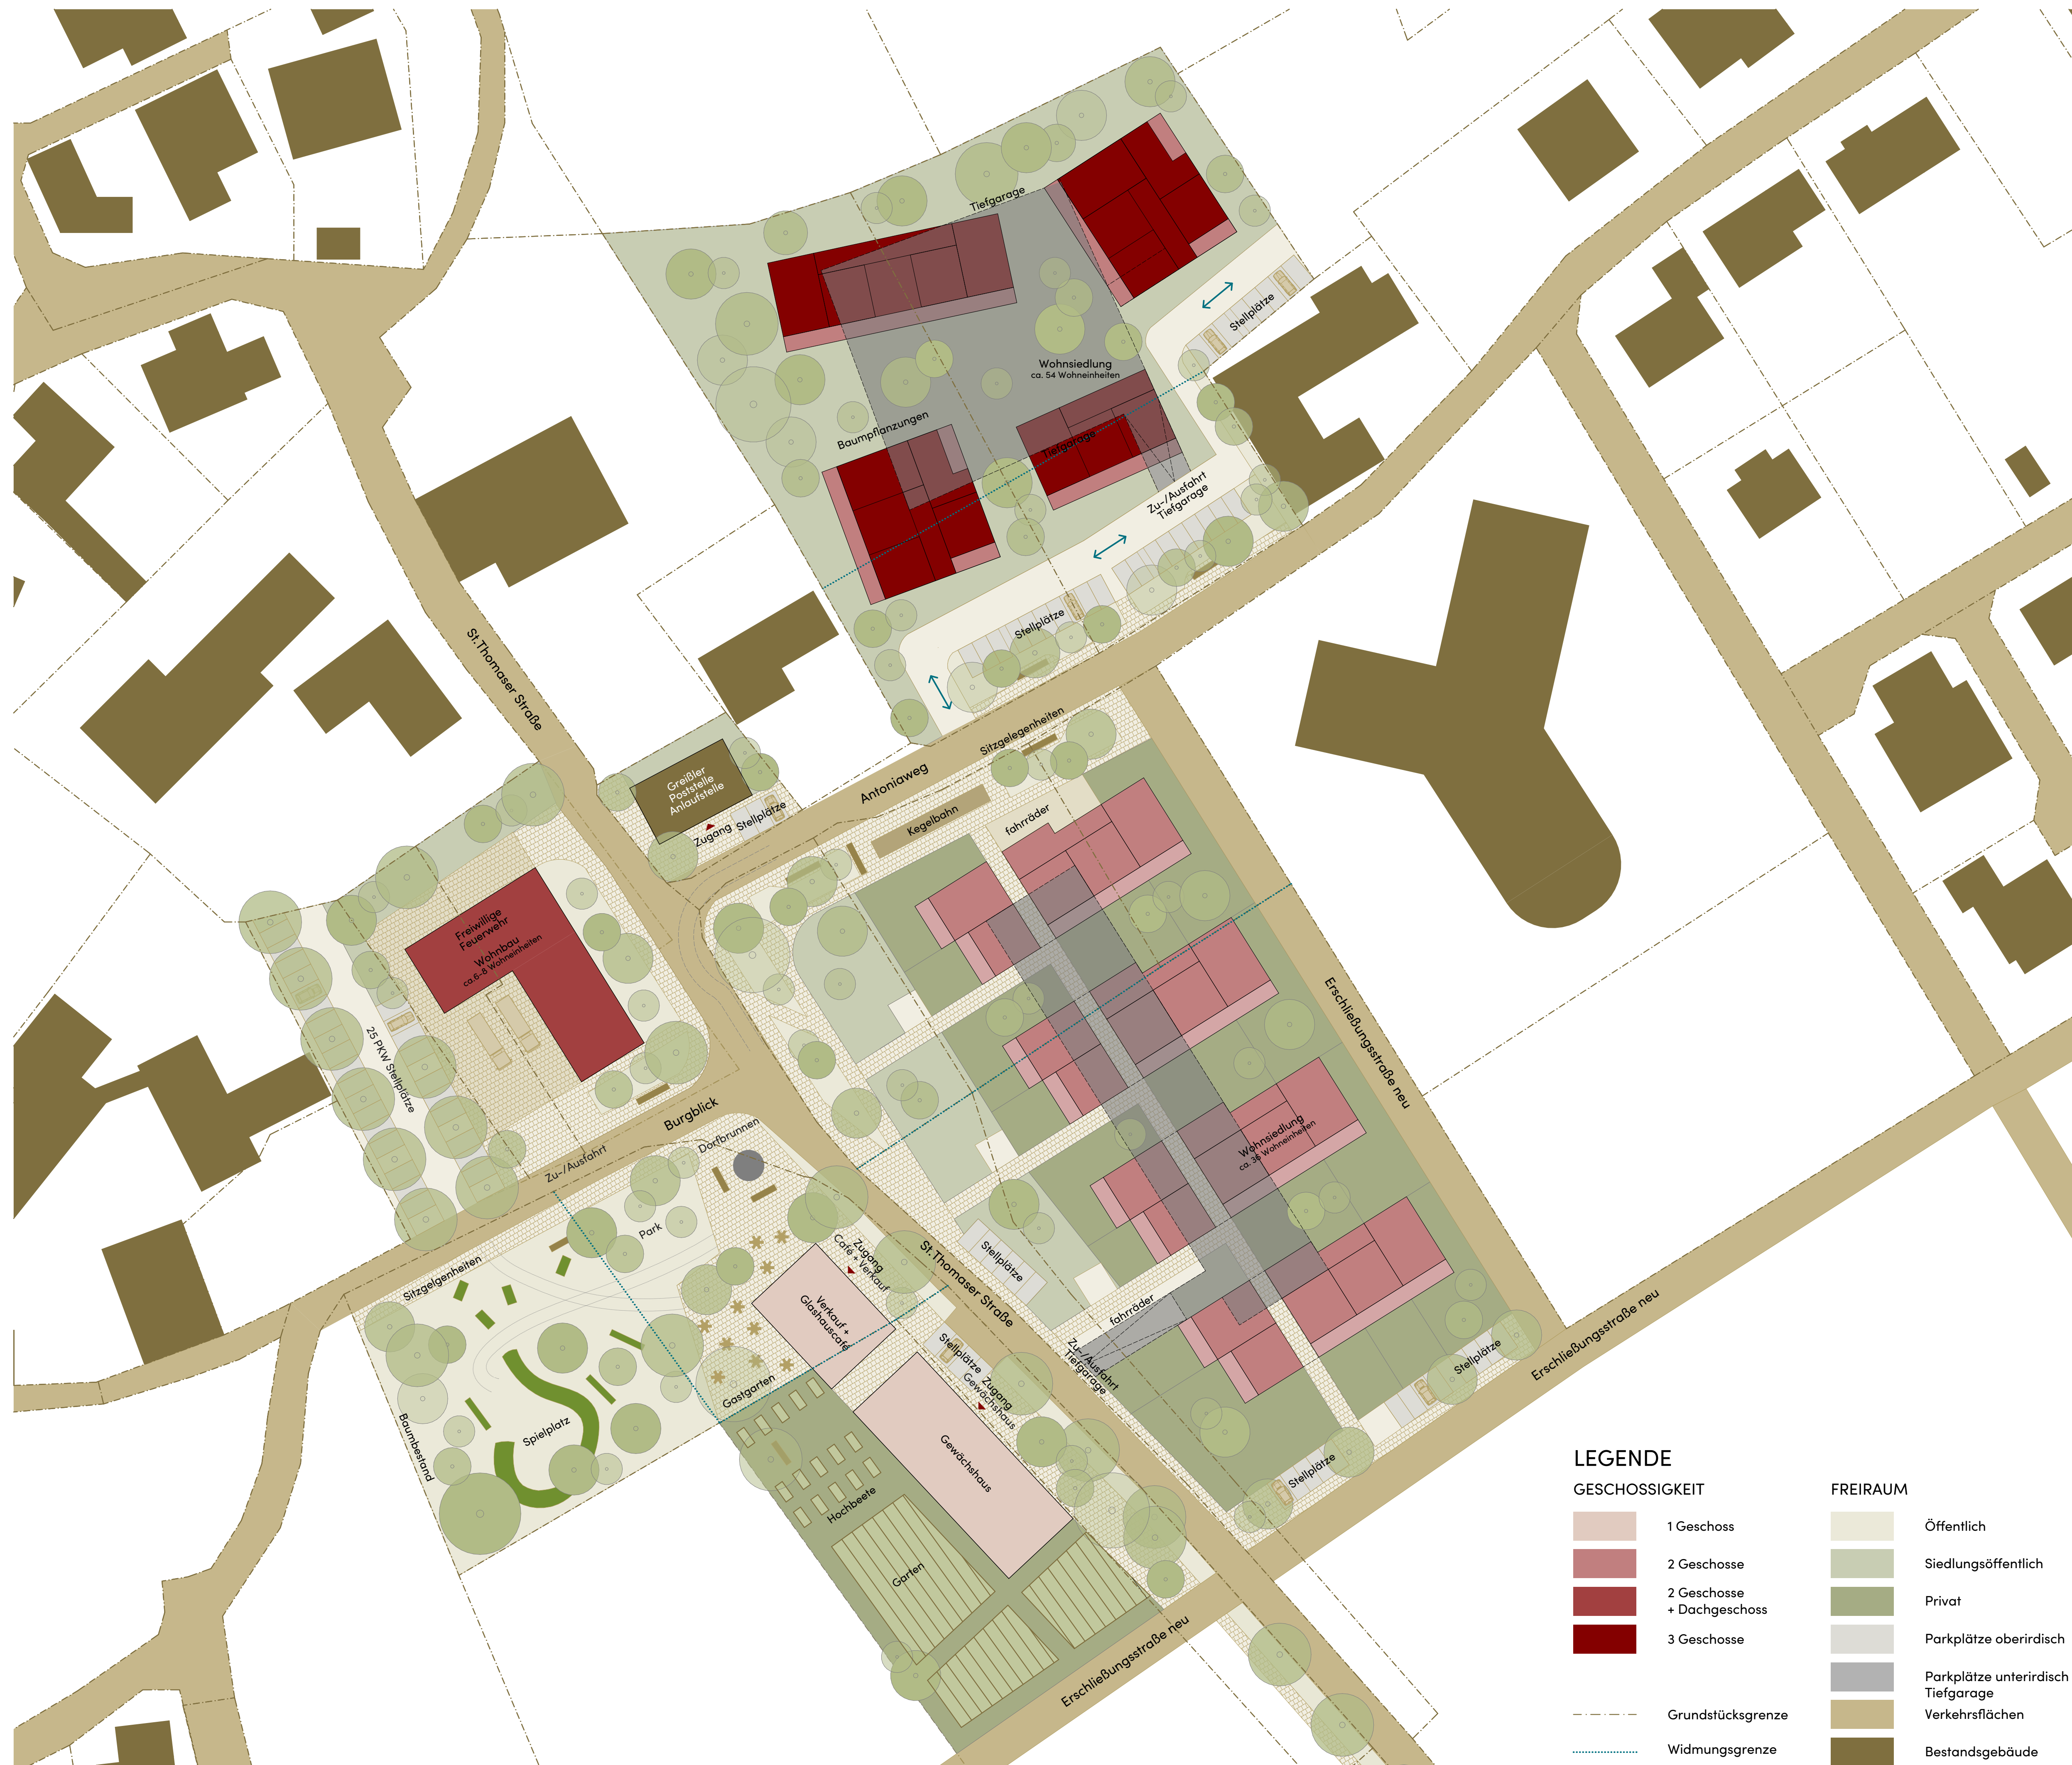 Tiefgarage
Stellplätze
Wohnsiedlung
ca. 54 Wohneinheiten
Baumpflanzungen
Tiefgarage
Zu-/Ausfahrt
Tiefgarage
Stellplätze
St.Thomaser Straße
Sitzgelegenheiten
Antoniaweg
Greißler
Poststelle
Anlaufstelle
Zugang
Stellplätze
Kegelbahn
fahrräder
Freiwillige
Feuerwehr
Wohnbau
ca.6-8 Wohneinheiten
25 PKW Stellplätze
Erschließungsstraße neu
Burgblick
Dorfbrunnen
Zu-/Ausfahrt
Wohnsiedlung
ca. 36 Wohneinheiten
Park
Sitzgelgenheiten
Zugang
Café + Verkauf
St.Thomaser Straße
Stellplätze
Verkauf +
Glashauscafé
fahrräder
Zu-/Ausfahrt
Tiefgarage
Stellplätze
Zugang
Gewächshaus
Gastgarten
Spielplatz
Baumbestand
Stellplätze
Erschließungsstraße neu
Stellplätze
Gewächshaus
Hochbeete
Garten
Erschließungsstraße neu
LEGENDE
GESCHOSSIGKEIT
1 Geschoss
2 Geschosse
2 Geschosse
+ Dachgeschoss
3 Geschosse
Grundstücksgrenze
Widmungsgrenze
FREIRAUM
Öffentlich
Siedlungsöffentlich
Privat
Parkplätze oberirdisch
Parkplätze unterirdisch
Tiefgarage
Verkehrsflächen
Bestandsgebäude